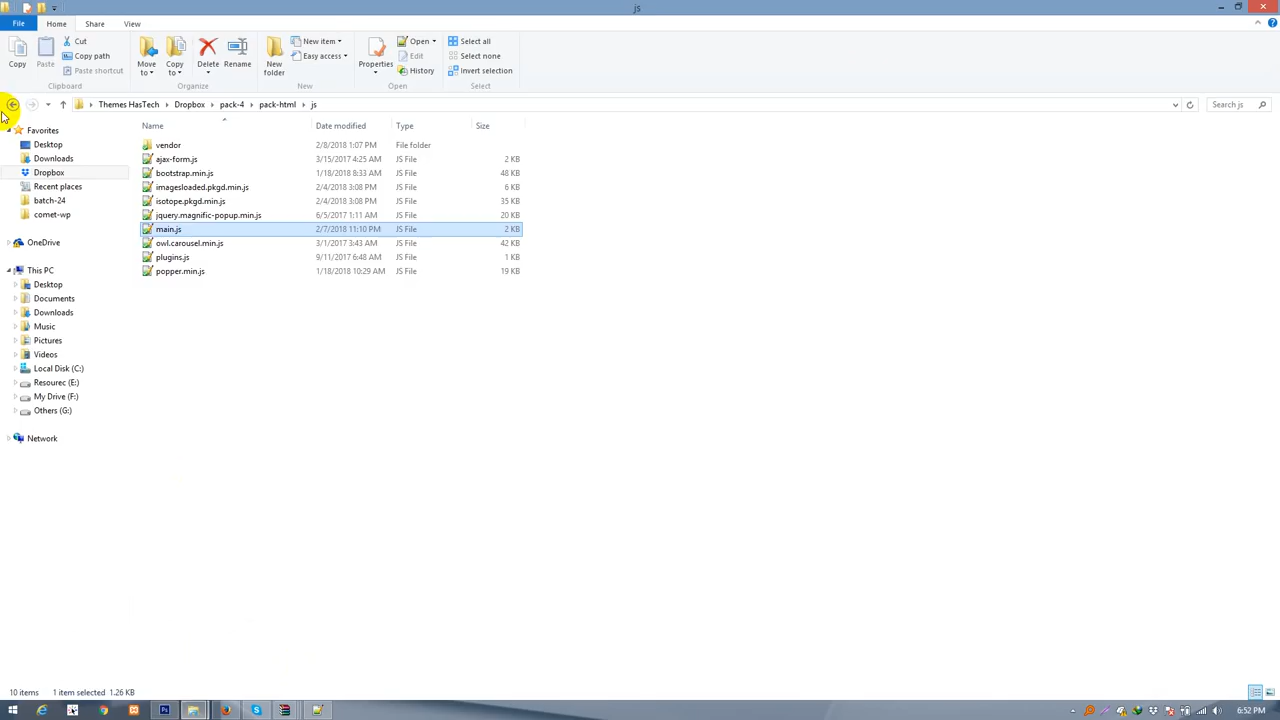 js
File Home Share View
Copy
Paste
Cut
Copy path
Paste shortcut
Clipboard
Move to
Copy to
Delete
Rename
Organize
New folder
New item
Easy access
New
Properties
Open
Edit
History
Open
Select all
Select none
Invert selection
Select
Themes HasTech Dropbox pack-4 pack-html js
Search js
Name Date modified Type Size
vendor 2/8/2018 1:07 PM File folder
ajax-form.js 3/15/2017 4:25 AM JS File 2 KB
bootstrap.min.js 1/18/2018 8:33 AM JS File 48 KB
imagesloaded.pkgd.min.js 2/4/2018 3:08 PM JS File 6 KB
isotope.pkgd.min.js 2/4/2018 3:08 PM JS File 35 KB
jquery.magnific-popup.min.js 6/5/2017 1:11 AM JS File 20 KB
main.js 2/7/2018 11:10 PM JS File 2 KB
owl.carousel.min.js 3/1/2017 3:43 AM JS File 42 KB
plugins.js 9/11/2017 6:48 AM JS File 1 KB
popper.min.js 1/18/2018 10:29 AM JS File 19 KB
Favorites
Desktop
Downloads
Dropbox
Recent places
batch-24
comet-wp
OneDrive
This PC
Desktop
Documents
Downloads
Music
Pictures
Videos
Local Disk (C:)
Resourec (E:)
My Drive (F:)
Others (G:)
Network
10 items 1 item selected 1.26 KB
Ps
6:52 PM